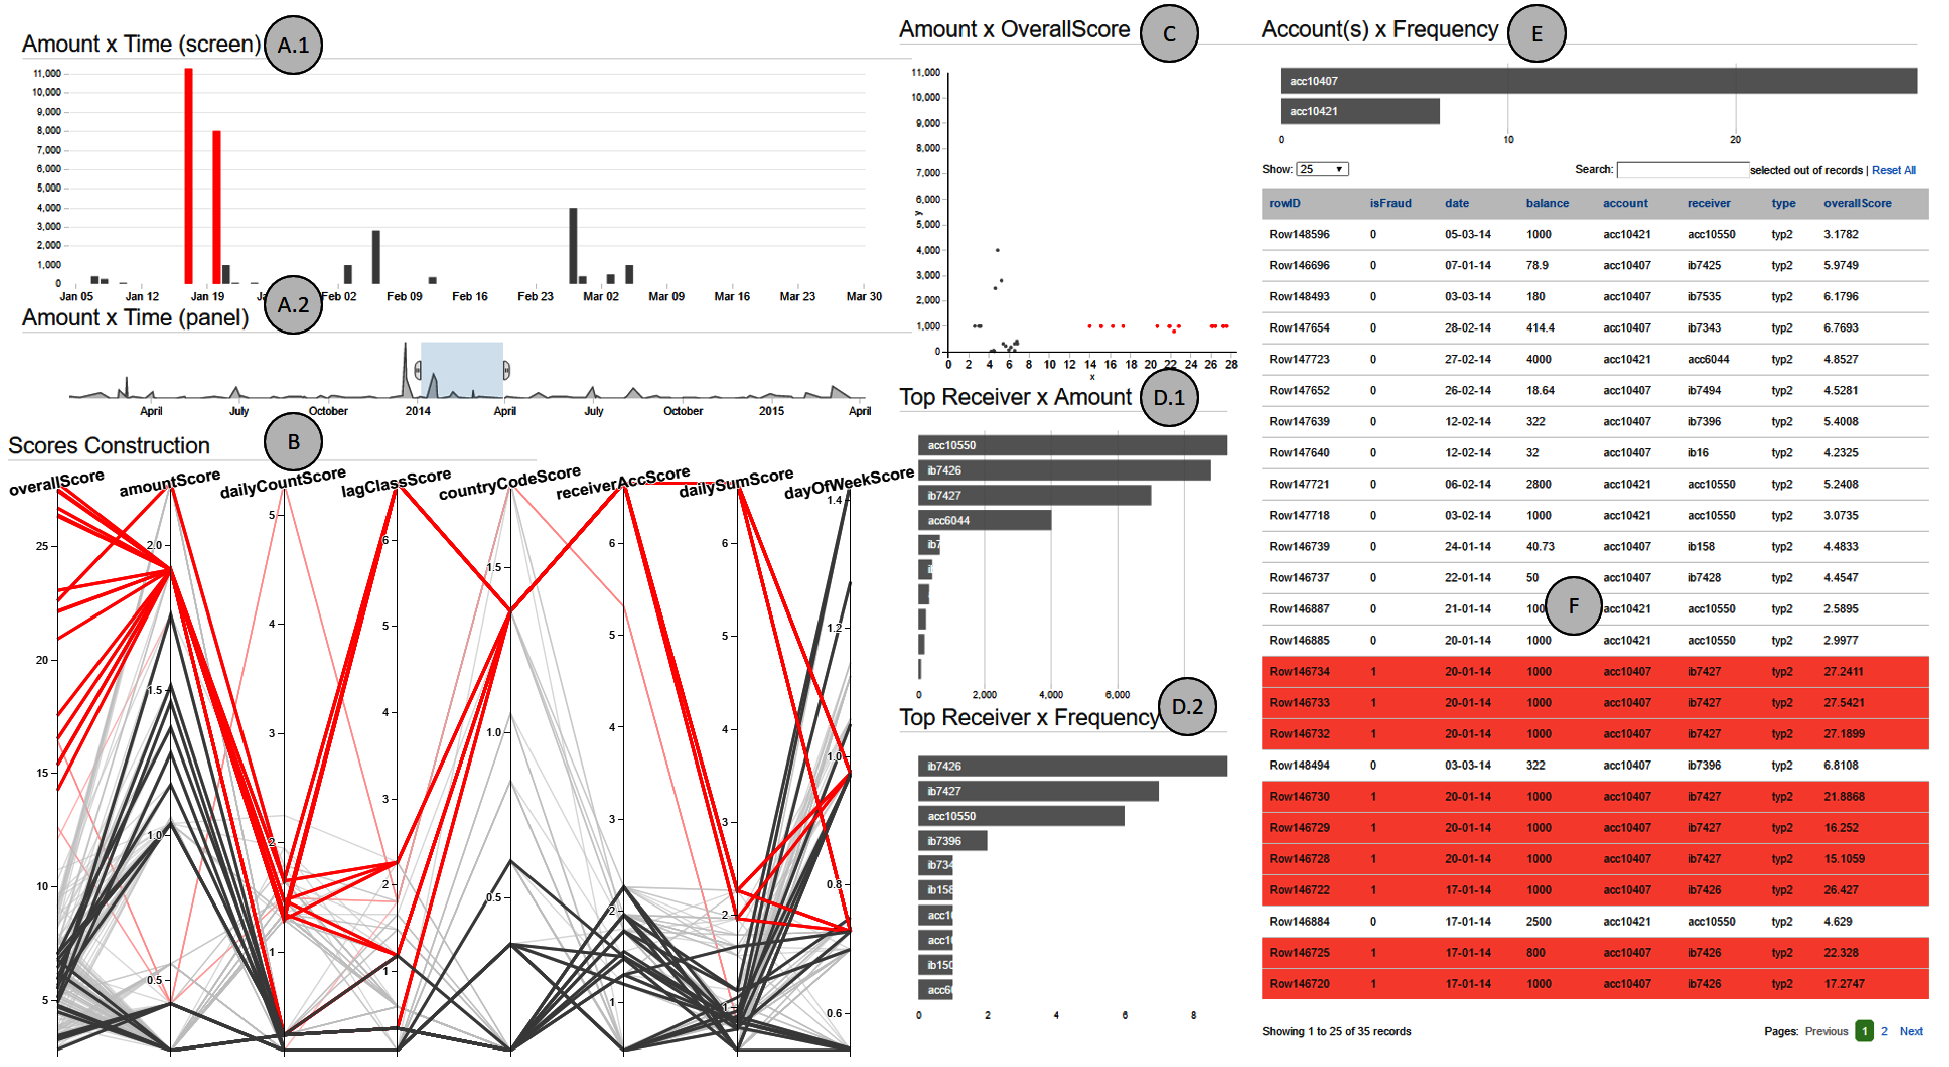 Amount x Time (screen)
A.1
11,000
10,000
9,000
8,000
7,000
6,000
5,000
4,000
3,000
2,000
1,000
0
Jan 05 Jan 12 Jan 19 Feb 02 Feb 09 Feb 16 Feb 23 Mar 02 Mar 09 Mar 16 Mar 23 Mar 30
A.2
Amount x Time (panel)
April July October 2014 April July October 2015 April
Scores Construction
B
overallScore amountScore dailyCountScore lagClassScore countryCodeScore receiverAccScore dailySumScore dayOfWeekScore
25
20
15
10
5
2.0
1.5
1.0
0.5
5
4
3
2
1
6
5
4
3
2
1
1.5
1.0
0.5
6
5
4
3
2
1
6
5
4
3
2
1
1.4
1.2
1.0
0.8
0.6
Amount x OverallScore
C
11,000
10,000
9,000
8,000
7,000
6,000
5,000
4,000
3,000
2,000
1,000
0
y
0 2 4 6 8 10 12 14 16 18 20 22 24 26 28
x
Top Receiver x Amount
D.1
acc10550
ib7426
ib7427
acc6044
ib7
0 2,000 4,000 6,000
D.2
Top Receiver x Frequency
ib7426
ib7427
acc10550
ib7396
ib734
ib158
acc1
acc1
ib150
acc6
0 2 4 6 8
Account(s) x Frequency
E
acc10407
acc10421
0 10 20
Show: 25 Search: selected out of records | Reset All
rowID isFraud date balance account receiver type overallScore
Row148596 0 05-03-14 1000 acc10421 acc10550 typ2 3.1782
Row146696 0 07-01-14 78.9 acc10407 ib7425 typ2 5.9749
Row148493 0 03-03-14 180 acc10407 ib7535 typ2 6.1796
Row147654 0 28-02-14 414.4 acc10407 ib7343 typ2 6.7693
Row147723 0 27-02-14 4000 acc10421 acc6044 typ2 4.8527
Row147652 0 26-02-14 18.64 acc10407 ib7494 typ2 4.5281
Row147639 0 12-02-14 322 acc10407 ib7396 typ2 5.4008
Row147640 0 12-02-14 32 acc10407 ib16 typ2 4.2325
Row147721 0 06-02-14 2800 acc10421 acc10550 typ2 5.2408
Row147718 0 03-02-14 1000 acc10421 acc10550 typ2 3.0735
Row146739 0 24-01-14 40.73 acc10407 ib158 typ2 4.4833
Row146737 0 22-01-14 50 acc10407 ib7428 typ2 4.4547
Row146887 0 21-01-14 100 acc10421 acc10550 typ2 2.5895
F
Row146885 0 20-01-14 1000 acc10421 acc10550 typ2 2.9977
Row146734 1 20-01-14 1000 acc10407 ib7427 typ2 27.2411
Row146733 1 20-01-14 1000 acc10407 ib7427 typ2 27.5421
Row146732 1 20-01-14 1000 acc10407 ib7427 typ2 27.1899
Row148494 0 03-03-14 322 acc10407 ib7396 typ2 6.8108
Row146730 1 20-01-14 1000 acc10407 ib7427 typ2 21.8868
Row146729 1 20-01-14 1000 acc10407 ib7427 typ2 16.252
Row146728 1 20-01-14 1000 acc10407 ib7427 typ2 15.1059
Row146722 1 17-01-14 1000 acc10407 ib7426 typ2 26.427
Row146884 0 17-01-14 2500 acc10421 acc10550 typ2 4.629
Row146725 1 17-01-14 800 acc10407 ib7426 typ2 22.328
Row146720 1 17-01-14 1000 acc10407 ib7426 typ2 17.2747
Showing 1 to 25 of 35 records
Pages: Previous 1 2 Next